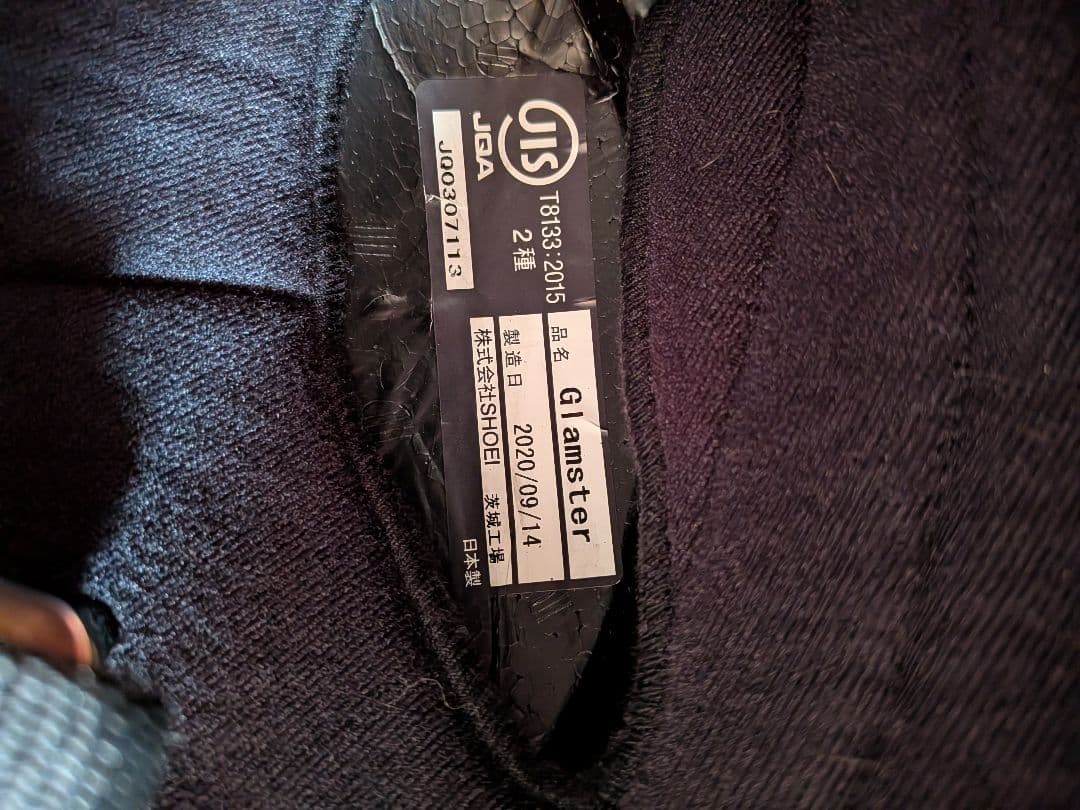 JIS
JQA
JQ0307113
T8133:2015
2種
品名 Glamster
製造日 2020/09/14
株式会社SHOEI 茨城工場
日本製